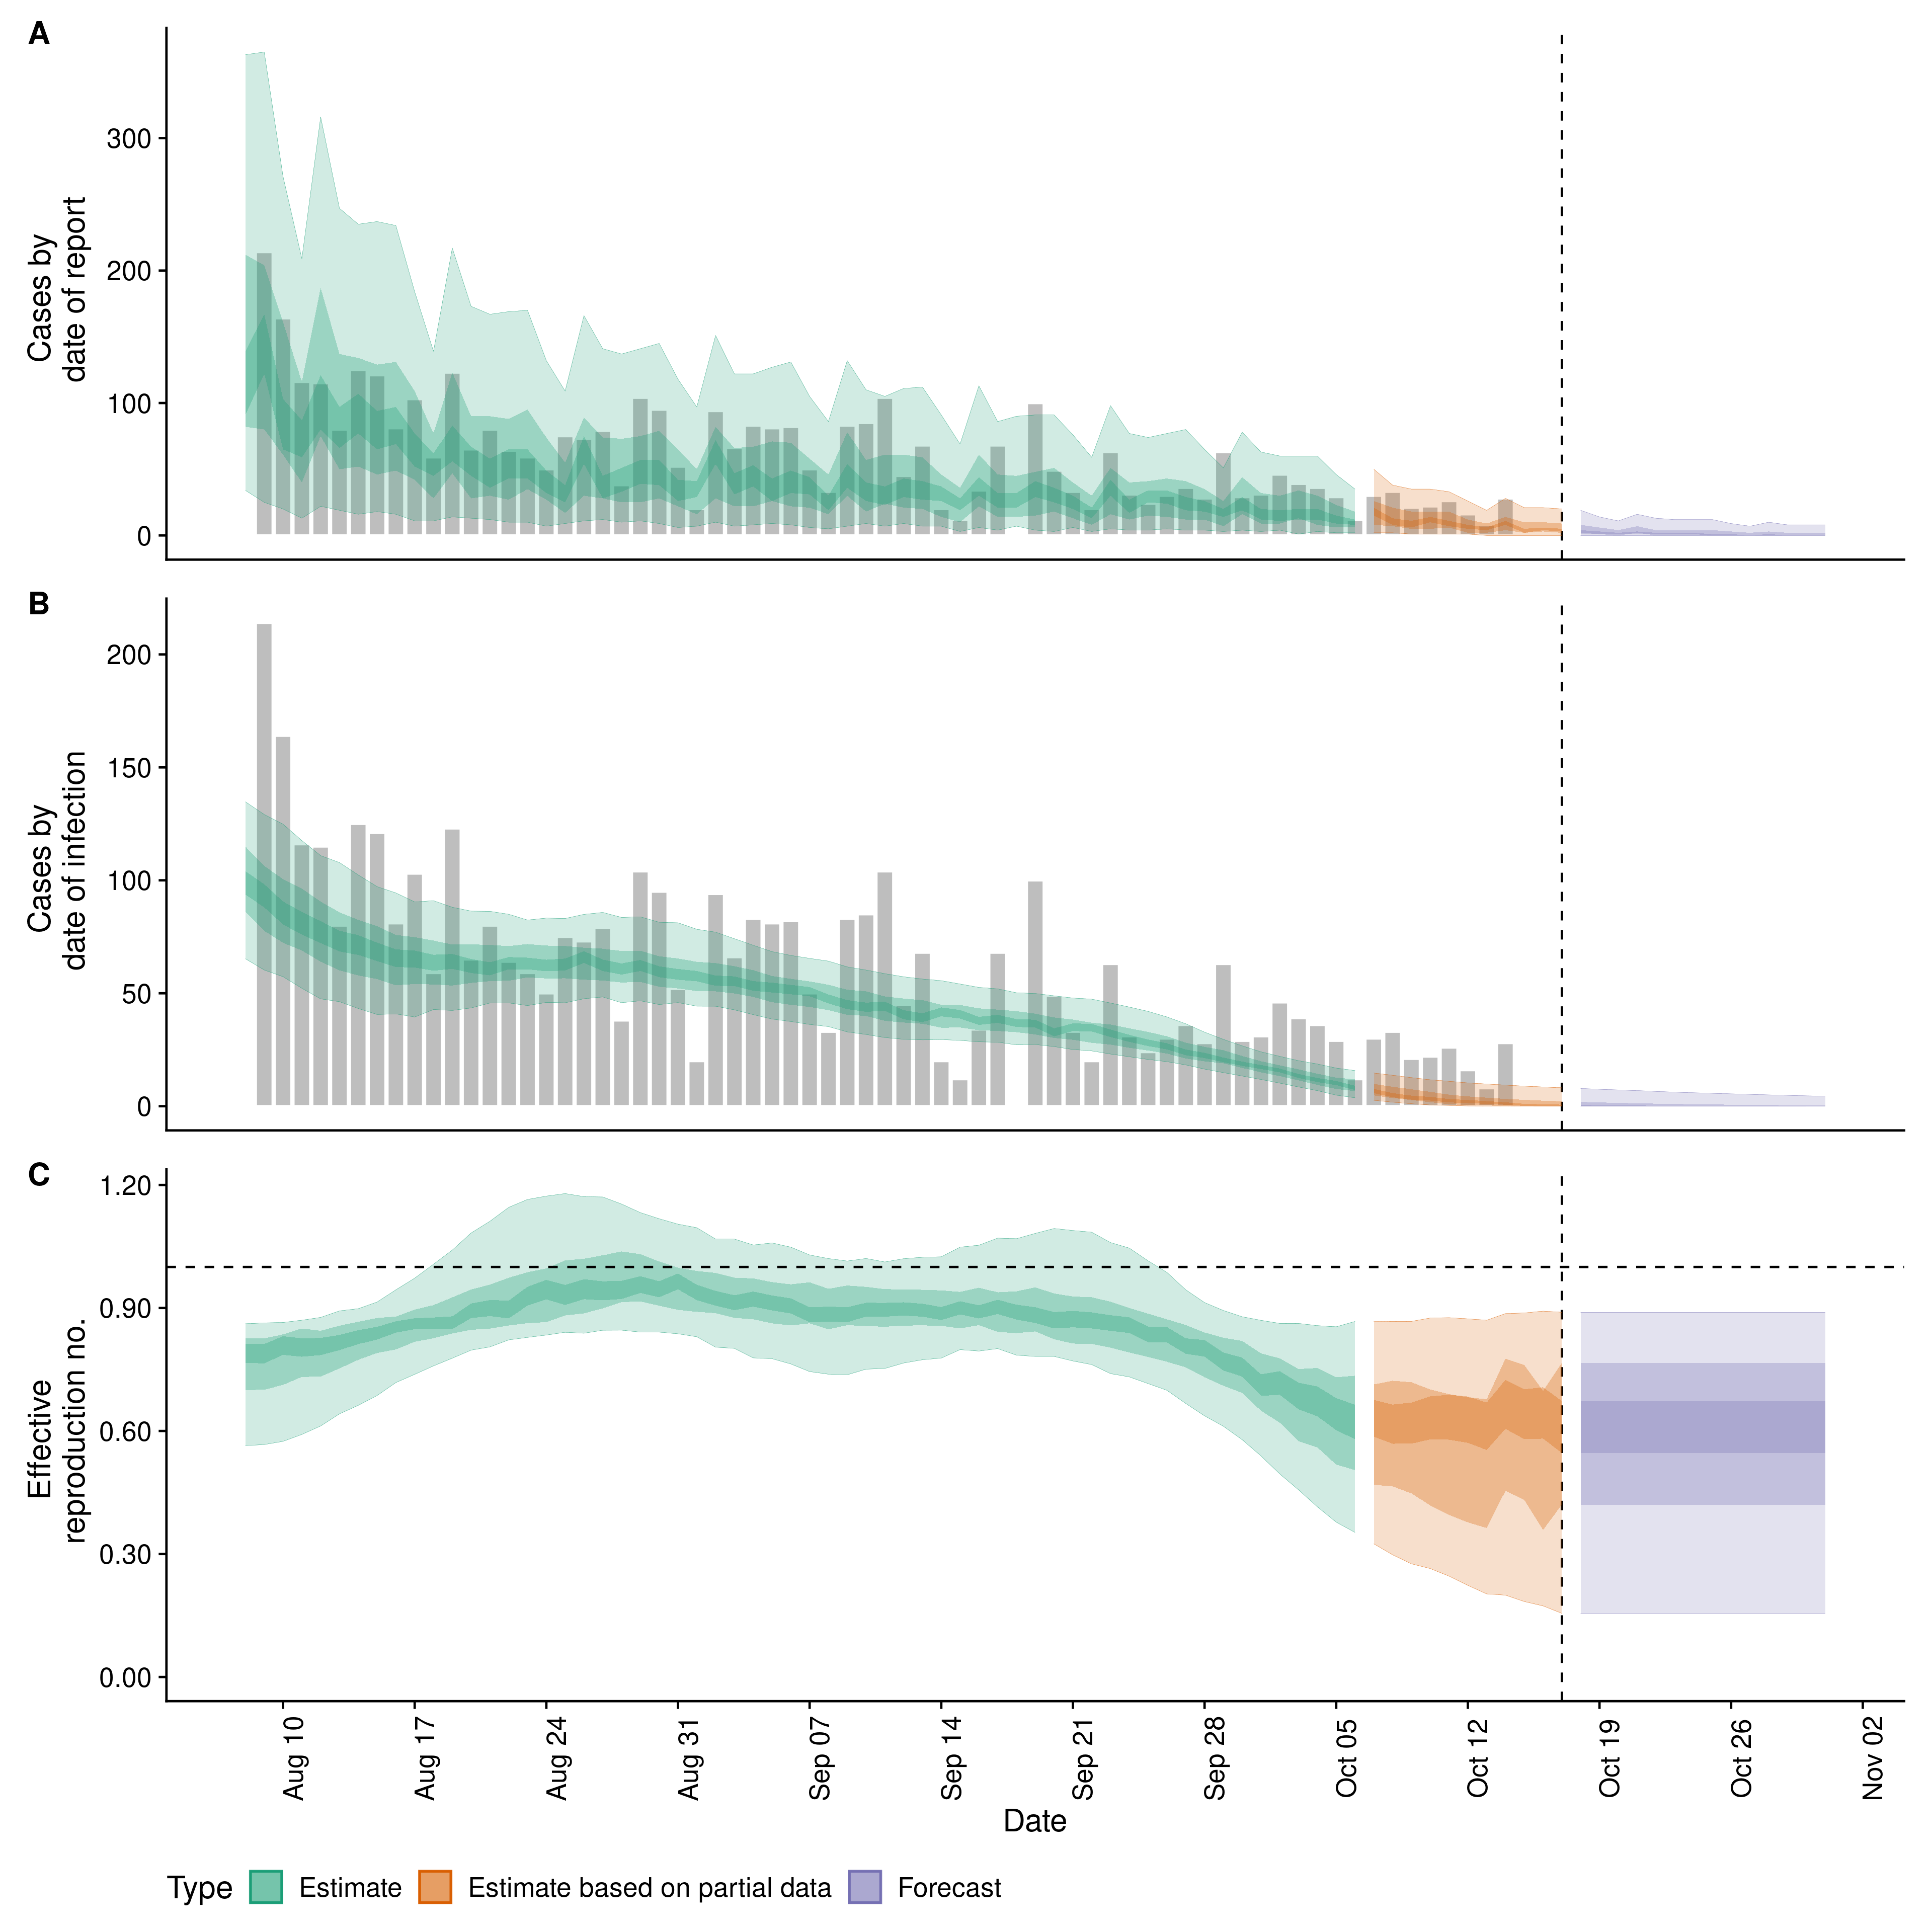 A
Cases by
date of report
300
200
100
0
B
Cases by
date of infection
200
150
100
50
0
C
Effective
reproduction no.
1.20
0.90
0.60
0.30
0.00
Aug 10
Aug 17
Aug 24
Aug 31
Sep 07
Sep 14
Sep 21
Sep 28
Oct 05
Oct 12
Oct 19
Oct 26
Nov 02
Date
Type Estimate Estimate based on partial data Forecast